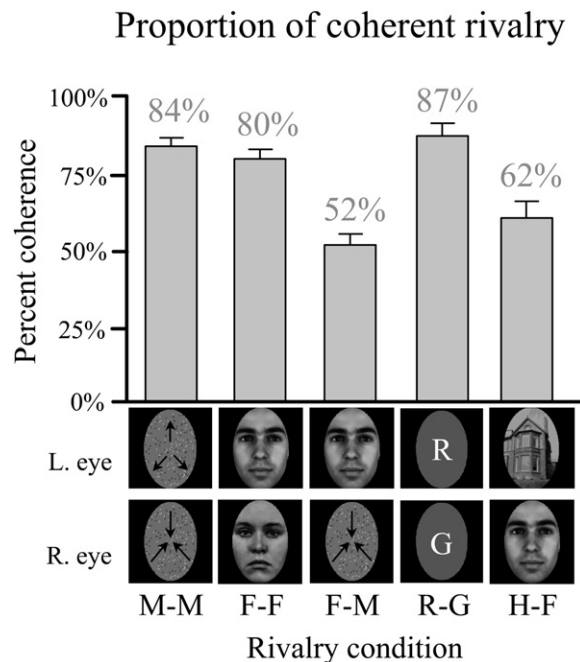 Proportion of coherent rivalry
Percent coherence
100%
75%
50%
25%
0%
84%
80%
52%
87%
62%
L. eye
R
R. eye
G
M-M F-F F-M R-G H-F
Rivalry condition